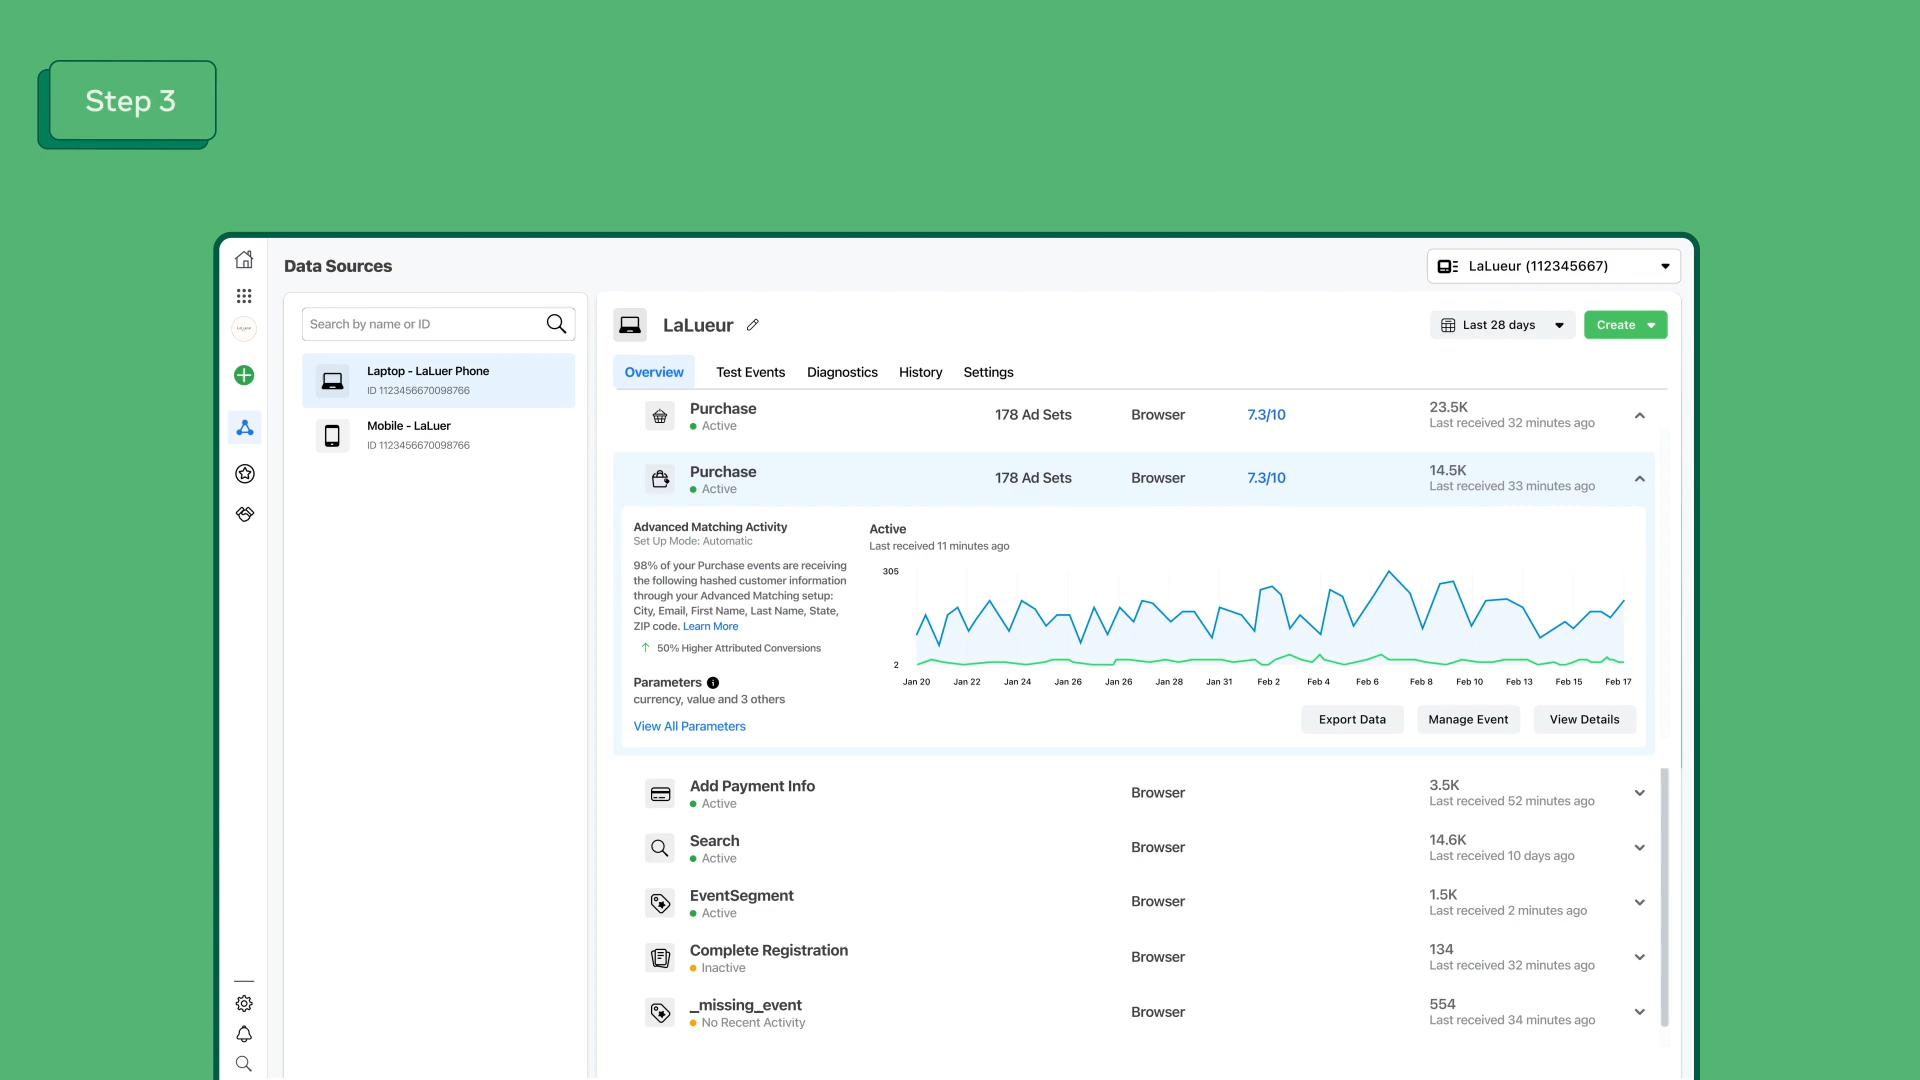 Step 3
Data Sources
LaLueur (112345667)
Search by name or ID
Laptop - LaLuer Phone
ID 1123456670098766
Mobile - LaLuer
ID 1123456670098766
LaLueur
Last 28 days
Create
Overview
Test Events
Diagnostics
History
Settings
Purchase
Active
178 Ad Sets
Browser
7.3/10
23.5K
Last received 32 minutes ago
Purchase
Active
178 Ad Sets
Browser
7.3/10
14.5K
Last received 33 minutes ago
Advanced Matching Activity
Set Up Mode: Automatic
98% of your Purchase events are receiving
the following hashed customer information
through your Advanced Matching setup:
City, Email, First Name, Last Name, State,
ZIP code. Learn More
50% Higher Attributed Conversions
Parameters
currency, value and 3 others
View All Parameters
Active
Last received 11 minutes ago
305
2
Jan 20 Jan 22 Jan 24 Jan 26 Jan 26 Jan 28 Jan 31 Feb 2 Feb 4 Feb 6 Feb 8 Feb 10 Feb 13 Feb 15 Feb 17
Export Data
Manage Event
View Details
Add Payment Info
Active
Browser
3.5K
Last received 52 minutes ago
Search
Active
Browser
14.6K
Last received 10 days ago
EventSegment
Active
Browser
1.5K
Last received 2 minutes ago
Complete Registration
Inactive
Browser
134
Last received 32 minutes ago
_missing_event
No Recent Activity
Browser
554
Last received 34 minutes ago